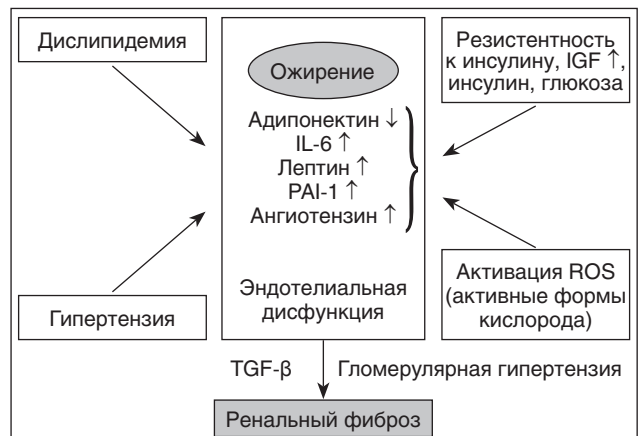 Дислипидемия
Ожирение
Резистентность
к инсулину, IGF ↑,
инсулин, глюкоза
Адипонектин ↓
IL-6 ↑
Лептин ↑
PAI-1 ↑
Ангиотензин ↑
Гипертензия
Эндотелиальная
дисфункция
Активация ROS
(активные формы
кислорода)
TGF-β
Гломерулярная гипертензия
Ренальный фиброз